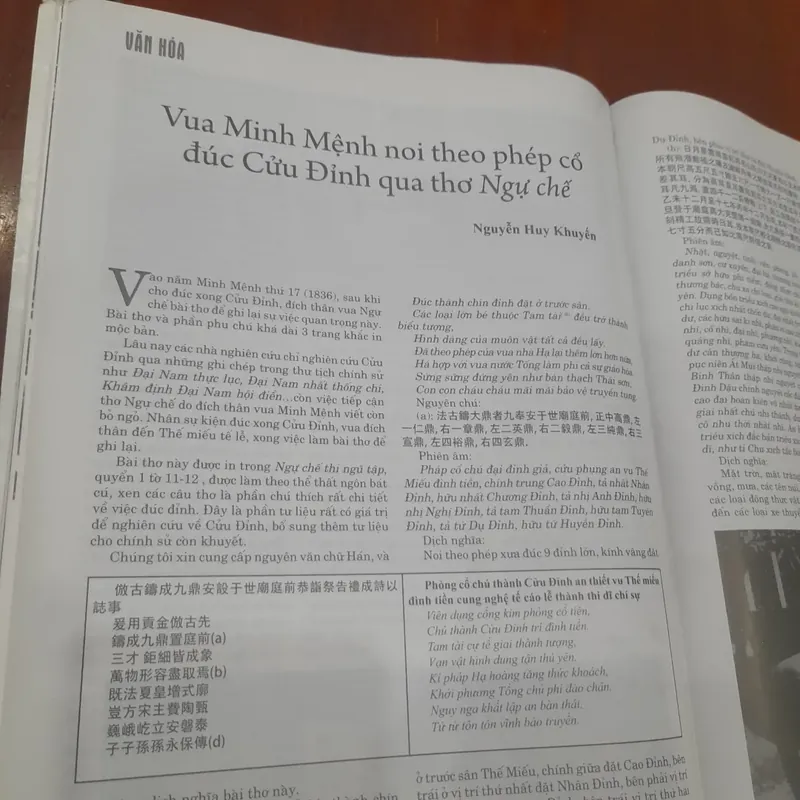 VĂN HÓA
Vua Minh Mệnh noi theo phép cổ
đúc Cửu Đỉnh qua thơ Ngự chế
Nguyễn Huy Khuyến
Vào năm Minh Mệnh thứ 17 (1836), sau khi
cho đúc xong Cửu Đỉnh, đích thân vua Ngự
chế bài thơ để ghi lại sự việc quan trọng này.
Bài thơ và phần phụ chú khá dài 3 trang khắc in
mộc bản.
Lâu nay các nhà nghiên cứu chỉ nghiên cứu Cửu
Đỉnh qua những ghi chép trong thư tịch chính sử
như Đại Nam thực lục, Đại Nam nhất thống chí,
Khâm định Đại Nam hội điển...còn việc tiếp cận
thơ Ngự chế do đích thân vua Minh Mệnh viết còn
bỏ ngỏ. Nhân sự kiện đúc xong Cửu Đỉnh, vua đích
thân đến Thế miếu tế lễ, xong việc làm bài thơ để
ghi lại.
Bài thơ này được in trong Ngự chế thi ngũ tập,
quyển 1 tờ 11-12 , được làm theo thể thất ngôn bát
cú, xen các câu thơ là phần chú thích rất chi tiết
về việc đúc đỉnh. Đây là phần tư liệu rất có giá trị
để nghiên cứu về Cửu Đỉnh, bổ sung thêm tư liệu
cho chính sử còn khuyết.
Chúng tôi xin cung cấp nguyên văn chữ Hán, và
Đúc thành chín đỉnh đặt ở trước sân.
Các loại lớn bé thuộc Tam tài đều trở thành
biểu tượng,
Hình dáng của muôn vật tất cả đều lấy.
Đã theo phép của vua nhà Hạ lại thêm lớn hơn nữa,
Há hợp với vua nước Tống làm phí cả sự giáo hóa.
Sừng sững đứng yên như bàn thạch Thái sơn,
Con con cháu cháu mãi mãi bảo vệ truyền tụng.
Nguyên chú:
(a): 法古鑄大鼎者九奉安于世廟庭前, 正中高鼎, 左
一仁鼎, 右一章鼎, 左二英鼎, 右二毅鼎, 左三純鼎, 右三
宣鼎, 左四裕鼎, 右四玄鼎.
Phiên âm:
Pháp cổ chú đại đỉnh giả, cửu phụng an vu Thế
Miếu đình tiền, chính trung Cao Đỉnh, tả nhất Nhân
Đỉnh, hữu nhất Chương Đỉnh, tả nhị Anh Đỉnh, hữu
nhị Nghị Đỉnh, tả tam Thuần Đỉnh, hữu tam Tuyên
Đỉnh, tả tứ Dụ Đỉnh, hữu tứ Huyền Đỉnh.
Dịch nghĩa:
Noi theo phép xưa đúc 9 đỉnh lớn, kính vâng đặt
倣古鑄成九鼎安設于世廟庭前恭詣祭告禮成詩以
誌事
爰用貢金倣古先
鑄成九鼎置庭前(a)
三才 鉅細皆成象
萬物形容盡取焉(b)
既法夏皇增式廓
豈方宋主費陶甄
巍峨屹立安磐泰
子子孫孫永保傳(d)
Phỏng cổ chú thành Cửu Đỉnh an thiết vu Thế miếu
đình tiền cung nghệ tế cáo lễ thành thi dĩ chí sự
Viên dụng cống kim phỏng cổ tiên,
Chú thành Cửu Đỉnh trí đình tiền.
Tam tài cự tế giai thành tượng,
Vạn vật hình dung tận thủ yên.
Kí pháp Hạ hoàng tăng thức khoách,
Khởi phương Tống chủ phí đào chân.
Nguy nga khất lập an bàn thái,
Tử tử tôn tôn vĩnh bảo truyền.
dịch nghĩa bài thơ này.
ở trước sân Thế Miếu, chính giữa đặt Cao Đỉnh, bên
trái ở vị trí thứ nhất đặt Nhân Đỉnh, bên phải vị trí
Phiên âm:
Dịch nghĩa: